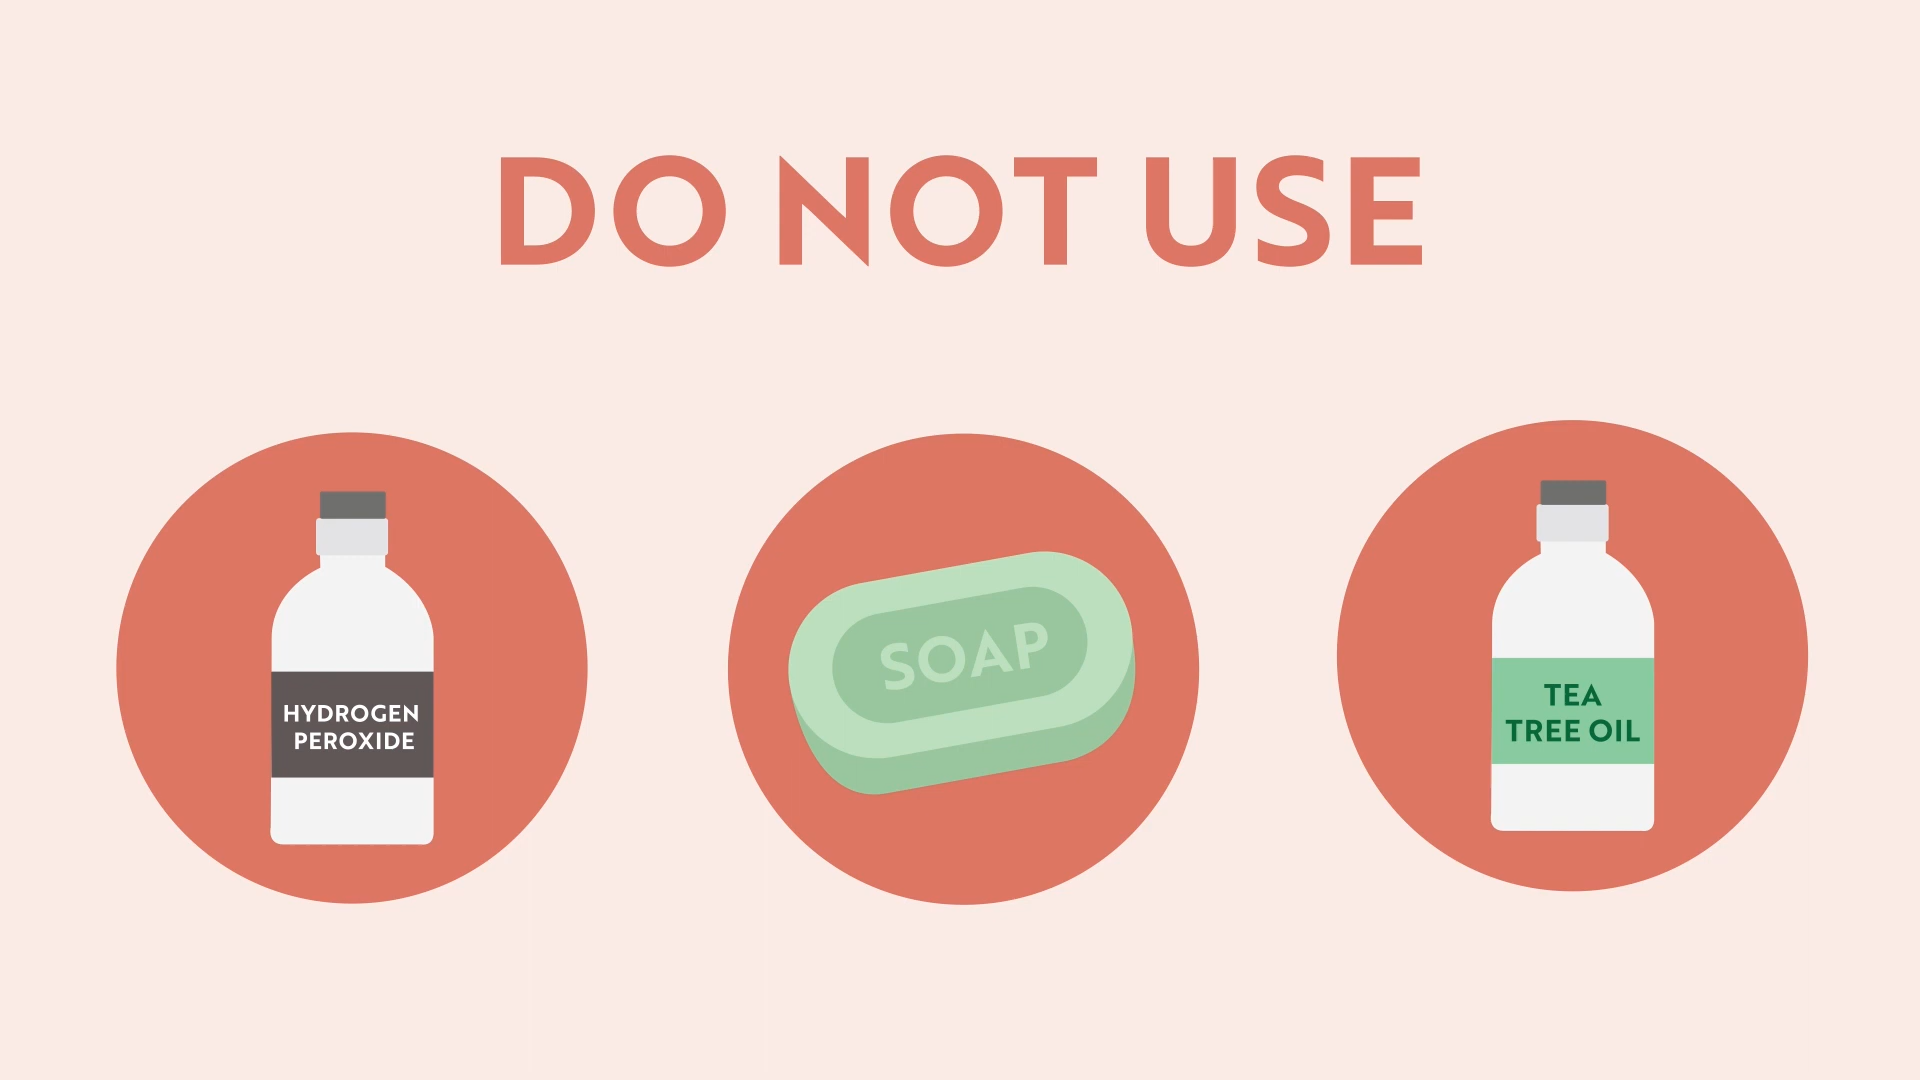 DO NOT USE
HYDROGEN
PEROXIDE
SOAP
TEA
TREE OIL